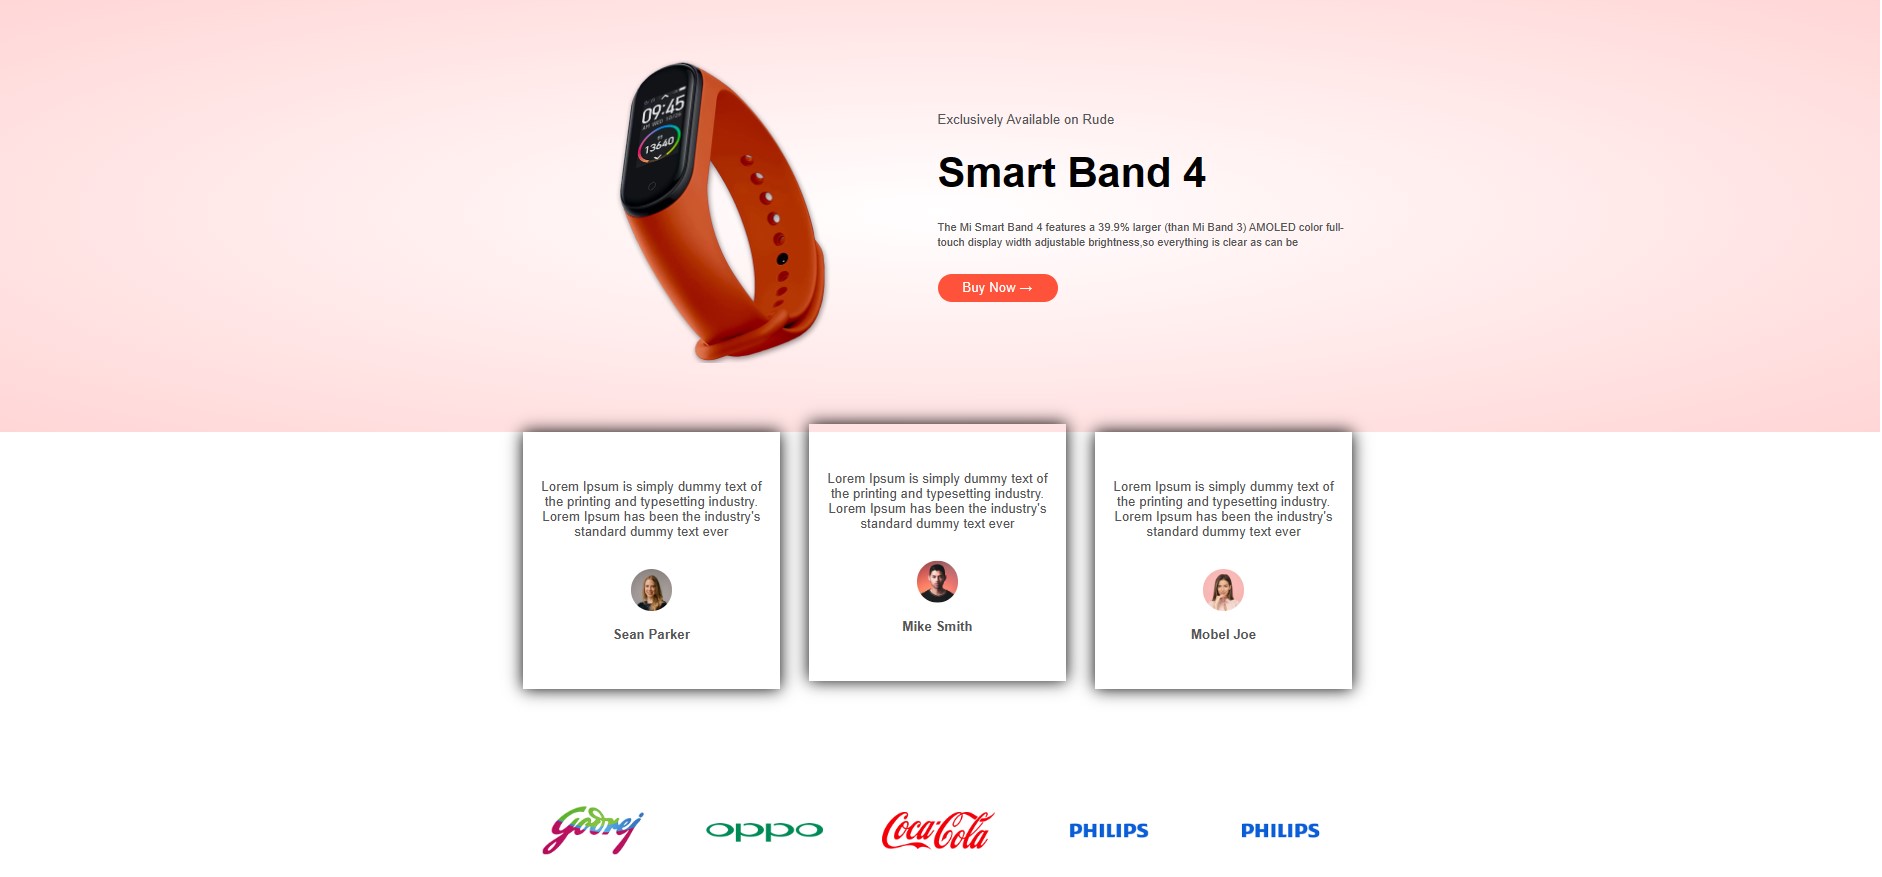 09:45
13640
Exclusively Available on Rude
Smart Band 4
The Mi Smart Band 4 features a 39.9% larger (than Mi Band 3) AMOLED color full-
touch display width adjustable brightness,so everything is clear as can be
Buy Now →
Lorem Ipsum is simply dummy text of
the printing and typesetting industry.
Lorem Ipsum has been the industry's
standard dummy text ever
Sean Parker
Lorem Ipsum is simply dummy text of
the printing and typesetting industry.
Lorem Ipsum has been the industry's
standard dummy text ever
Mike Smith
Lorem Ipsum is simply dummy text of
the printing and typesetting industry.
Lorem Ipsum has been the industry's
standard dummy text ever
Mobel Joe
Godrej
oppo
Coca-Cola
PHILIPS
PHILIPS